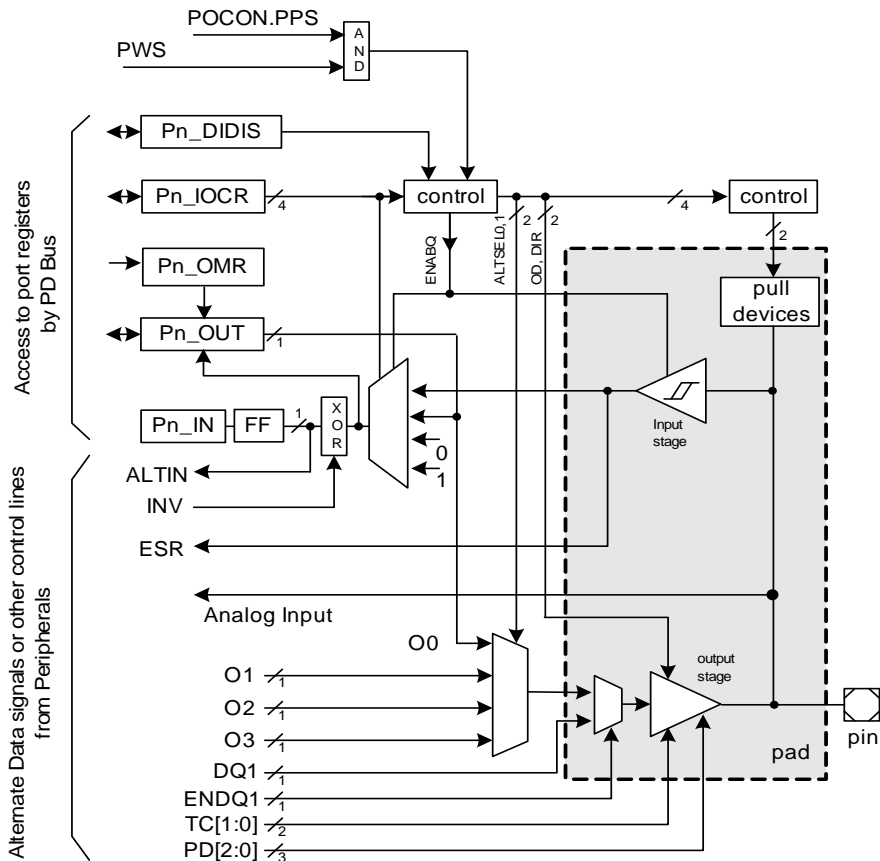 POCON.PPS
PWS
AND
Pn_DIDIS
Pn_IOCR
4
control
4
control
ENABQ
ALTSEL0,1
2
OD, DIR
2
2
Pn_OMR
pull
devices
Pn_OUT
1
Access to port registers
by PD Bus
Pn_IN
FF
1
XOR
Input
stage
0
1
ALTIN
INV
ESR
Analog Input
O0
O1
1
O2
1
O3
1
DQ1
1
ENDQ1
1
TC[1:0]
2
PD[2:0]
3
output
stage
pad
pin
Alternate Data signals or other control lines
from Peripherals